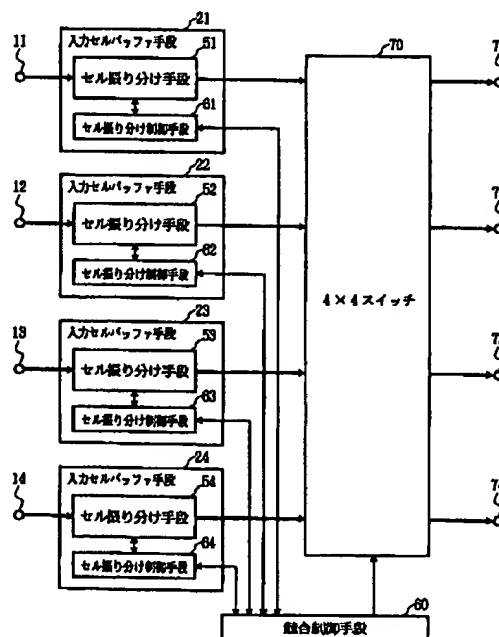 21
11
入力セルバッファ手段
51
セル振り分け手段
61
セル振り分け制御手段
70
7
22
12
入力セルバッファ手段
52
セル振り分け手段
62
セル振り分け制御手段
4×4スイッチ
7
23
13
入力セルバッファ手段
53
セル振り分け手段
63
セル振り分け制御手段
7
24
14
入力セルバッファ手段
54
セル振り分け手段
64
セル振り分け制御手段
7
60
競合制御手段